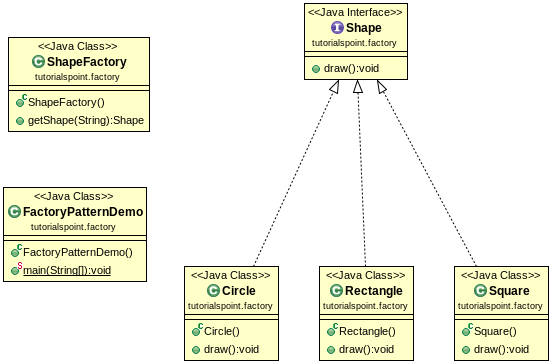 <<Java Class>>
ShapeFactory
tutorialspoint.factory
ShapeFactory()
getShape(String):Shape
<<Java Interface>>
Shape
tutorialspoint.factory
draw():void
<<Java Class>>
FactoryPatternDemo
tutorialspoint.factory
FactoryPatternDemo()
main(String[]):void
<<Java Class>>
Circle
tutorialspoint.factory
Circle()
draw():void
<<Java Class>>
Rectangle
tutorialspoint.factory
Rectangle()
draw():void
<<Java Class>>
Square
tutorialspoint.factory
Square()
draw():void